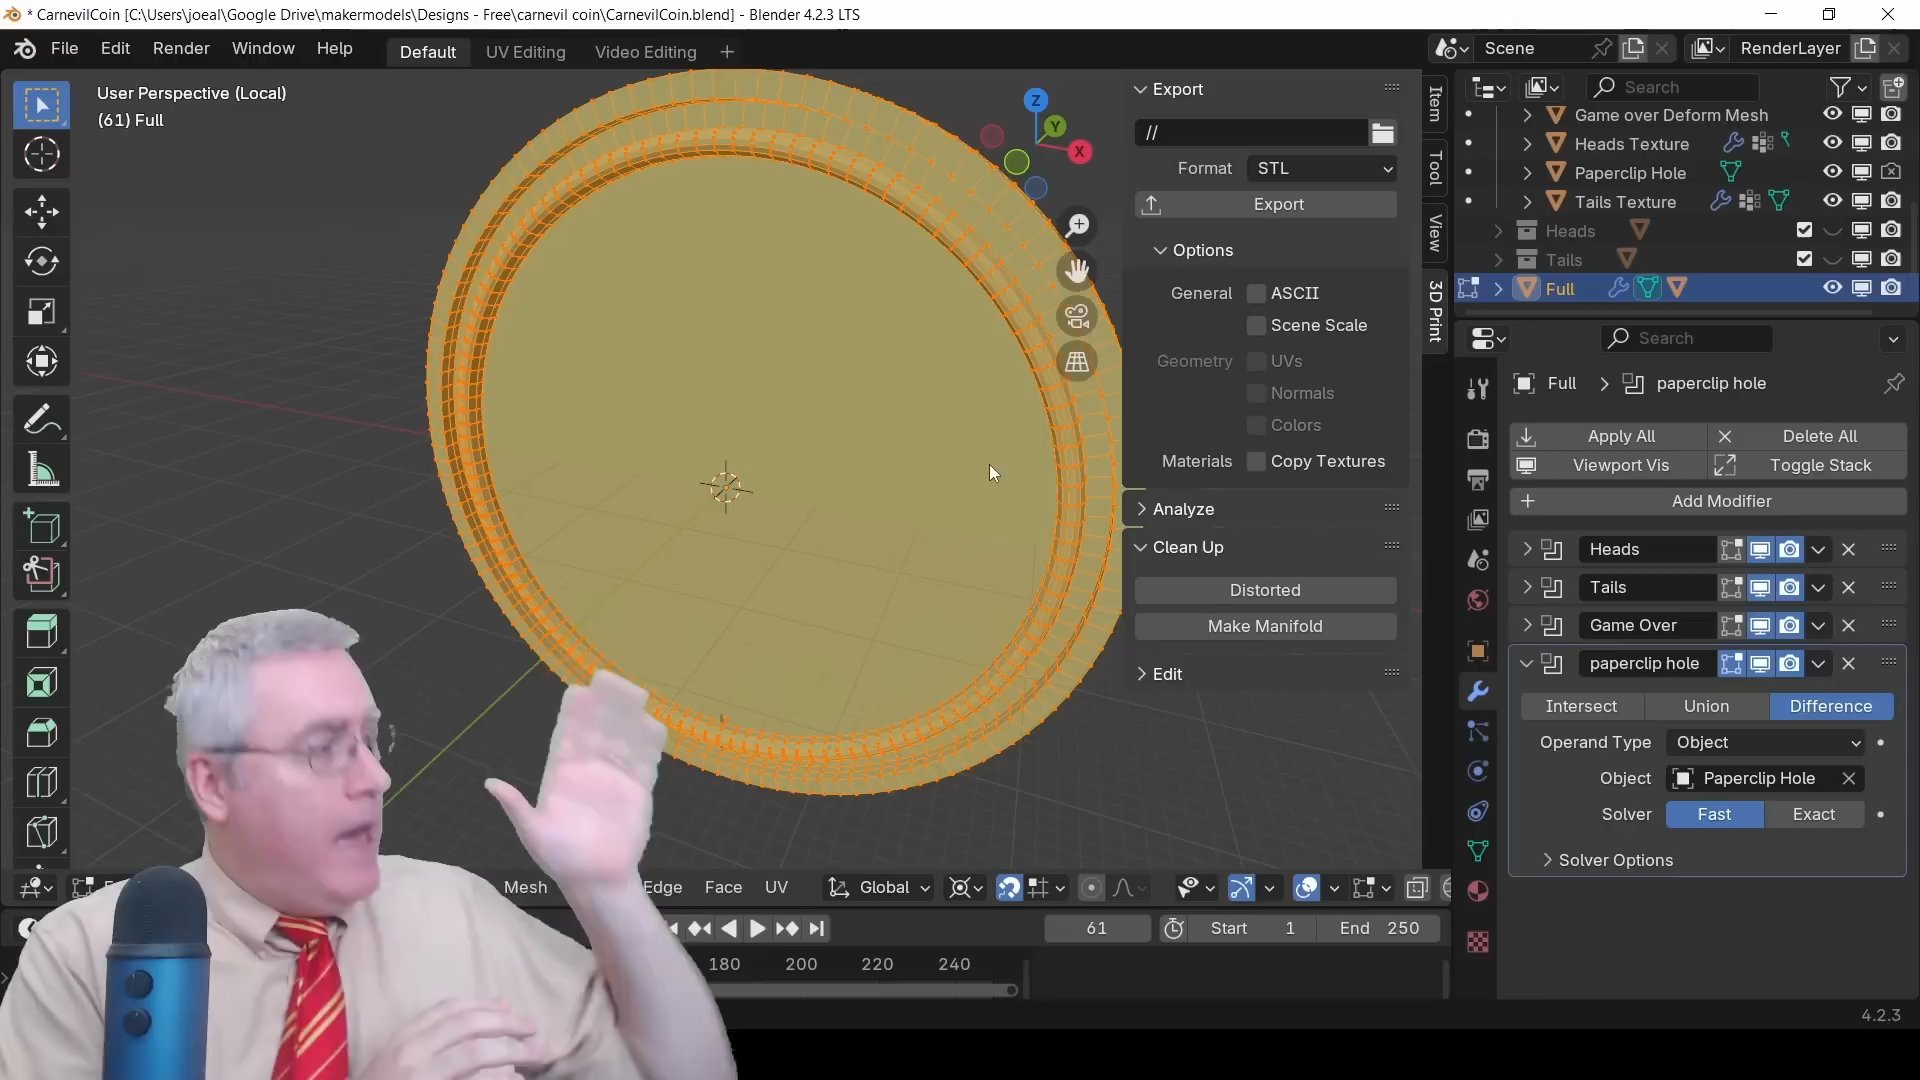 * CarnevilCoin [C:\Users\joeal\Google Drive\makermodels\Designs - Free\carnevil coin\CarnevilCoin.blend] - Blender 4.2.3 LTS
File Edit Render Window Help Default UV Editing Video Editing + Scene RenderLayer
User Perspective (Local)
(61) Full
Z
Y
X
Export
//
Format STL
Export
Options
General ASCII
Scene Scale
Geometry UVs
Normals
Colors
Materials Copy Textures
Analyze
Clean Up
Distorted
Make Manifold
Edit
Item
Tool
View
3D Print
Search
Game over Deform Mesh
Heads Texture
Paperclip Hole
Tails Texture
Heads
Tails
Full
Search
Full > paperclip hole
Apply All Delete All
Viewport Vis Toggle Stack
Add Modifier
Heads
Tails
Game Over
paperclip hole
Intersect Union Difference
Operand Type Object
Object Paperclip Hole
Solver Fast Exact
Solver Options
Mesh Edge Face UV Global
61 Start 1 End 250
180 200 220 240
4.2.3